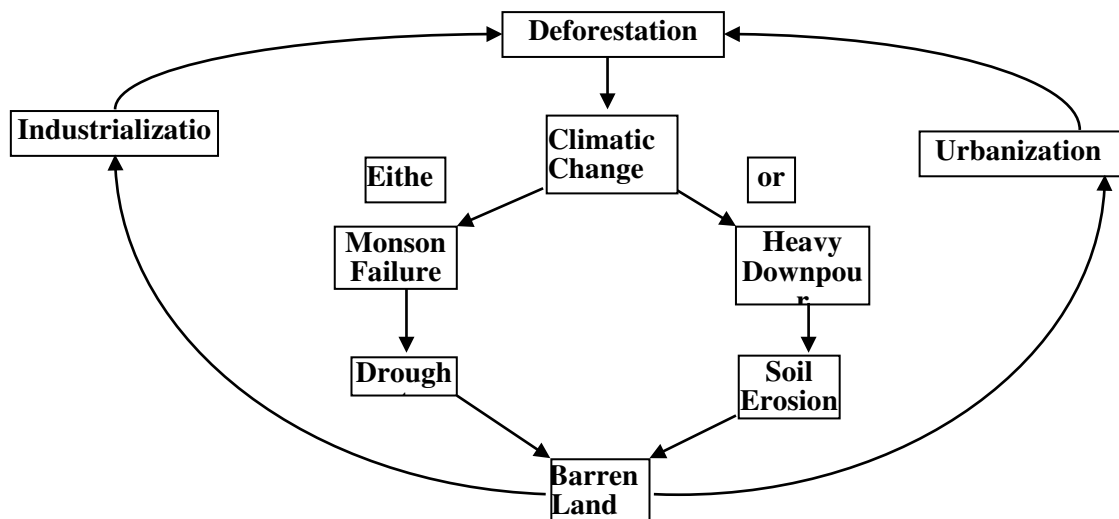 Deforestation
Industrializatio
Climatic
Change
Urbanization
Eithe
or
Monson
Failure
Heavy
Downpou
r
Drough
Soil
Erosion
Barren
Land